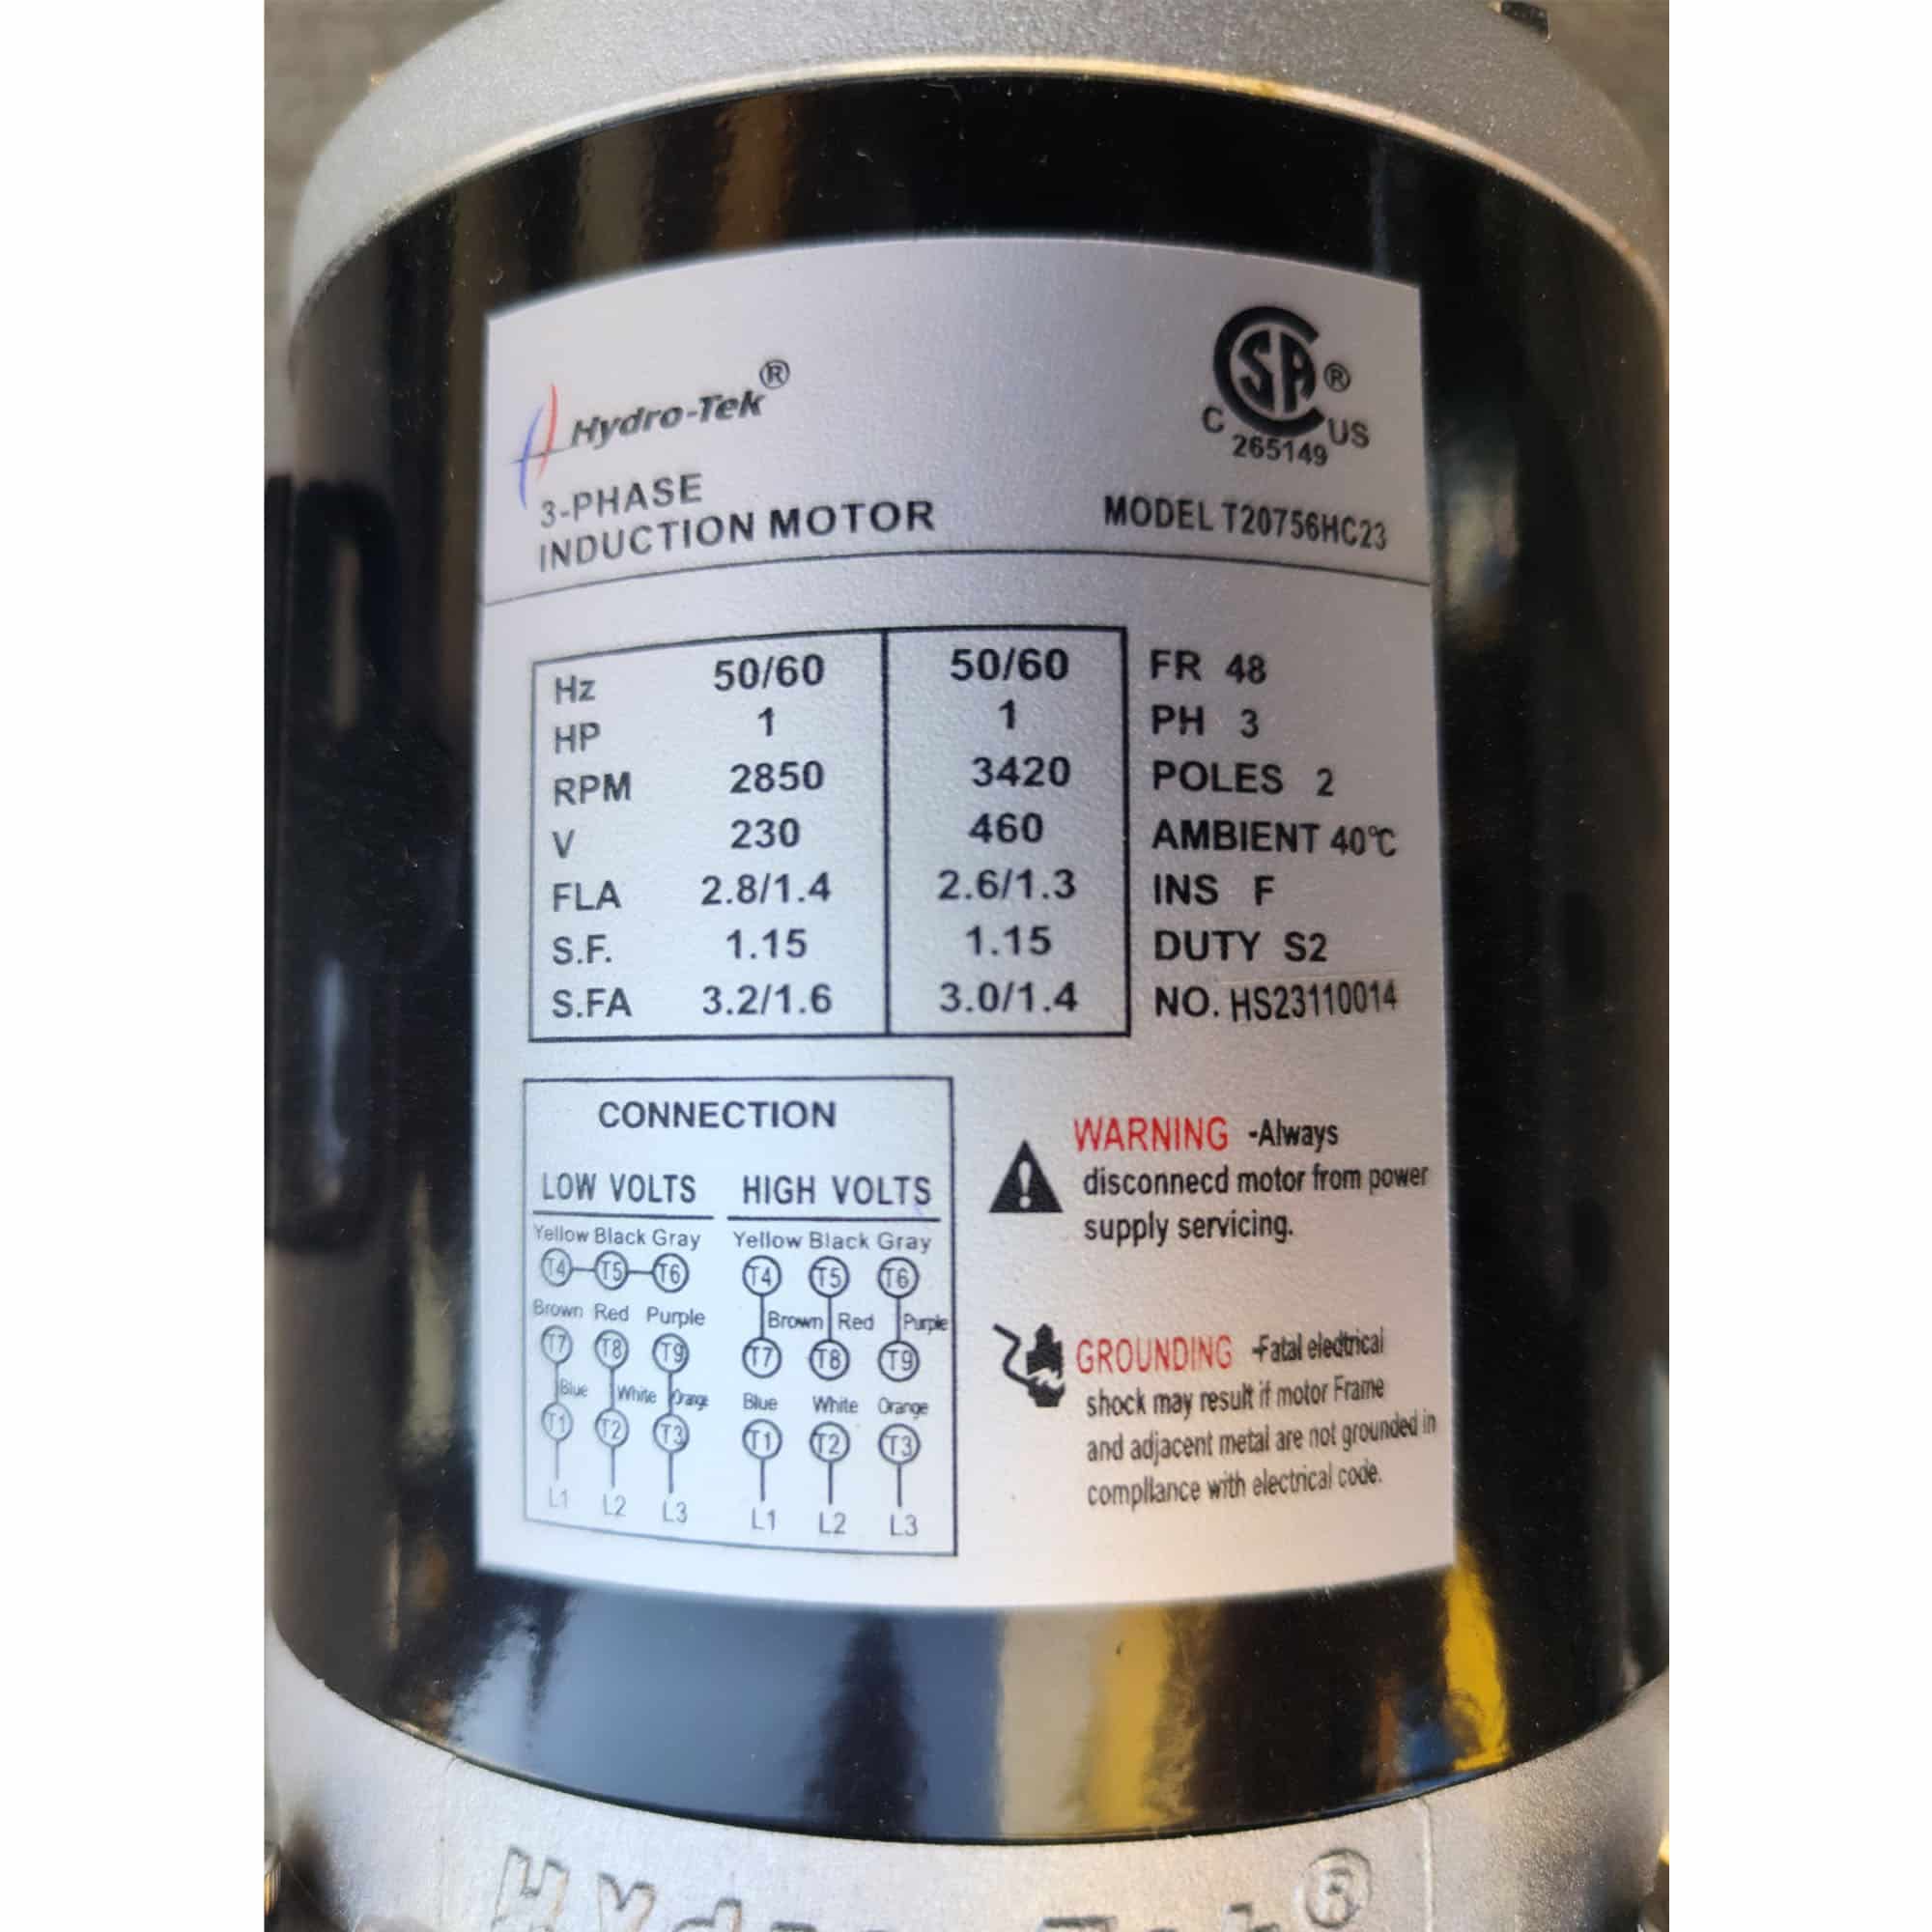 Hydro-Tek®
3-PHASE
INDUCTION MOTOR
CSA®
C US
265149
MODEL T20756HC23
Hz 50/60 50/60
HP 1 1
RPM 2850 3420
V 230 460
FLA 2.8/1.4 2.6/1.3
S.F. 1.15 1.15
S.FA 3.2/1.6 3.0/1.4
FR 48
PH 3
POLES 2
AMBIENT 40℃
INS F
DUTY S2
NO. HS23110014
CONNECTION
LOW VOLTS
Yellow Black Gray
T4 T5 T6
Brown Red Purple
T7 T8 T9
Blue White Orange
T1 T2 T3
L1 L2 L3
HIGH VOLTS
Yellow Black Gray
T4 T5 T6
Brown Red Purple
T7 T8 T9
Blue White Orange
T1 T2 T3
L1 L2 L3
WARNING -Always
disconnecd motor from power
supply servicing.
GROUNDING -Fatal eledtrical
shock may result if motor Frame
and adjacent metal are not grounded in
compllance with electrical code.
Hydro-Tek®